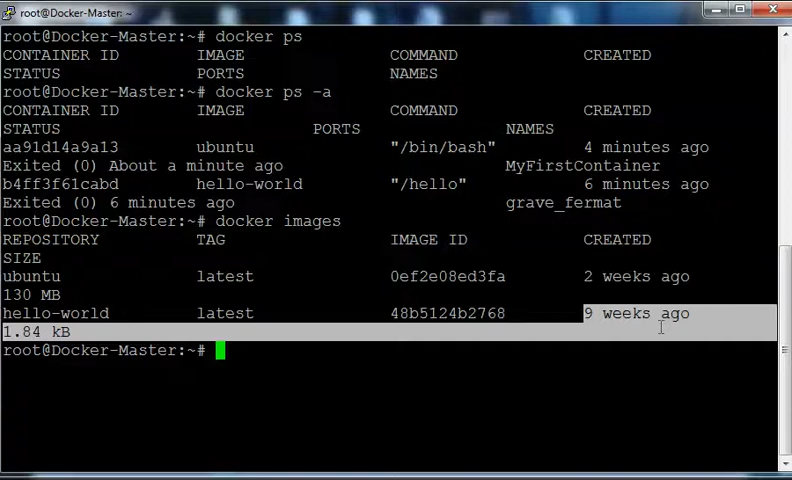 root@Docker-Master: ~
root@Docker-Master:~# docker ps
CONTAINER ID IMAGE COMMAND CREATED
STATUS PORTS NAMES
root@Docker-Master:~# docker ps -a
CONTAINER ID IMAGE COMMAND CREATED
STATUS PORTS NAMES
aa91d14a9a13 ubuntu "/bin/bash" 4 minutes ago
Exited (0) About a minute ago MyFirstContainer
b4ff3f61cabd hello-world "/hello" 6 minutes ago
Exited (0) 6 minutes ago grave_fermat
root@Docker-Master:~# docker images
REPOSITORY TAG IMAGE ID CREATED
SIZE
ubuntu latest 0ef2e08ed3fa 2 weeks ago
130 MB
hello-world latest 48b5124b2768 9 weeks ago
1.84 kB
root@Docker-Master:~#